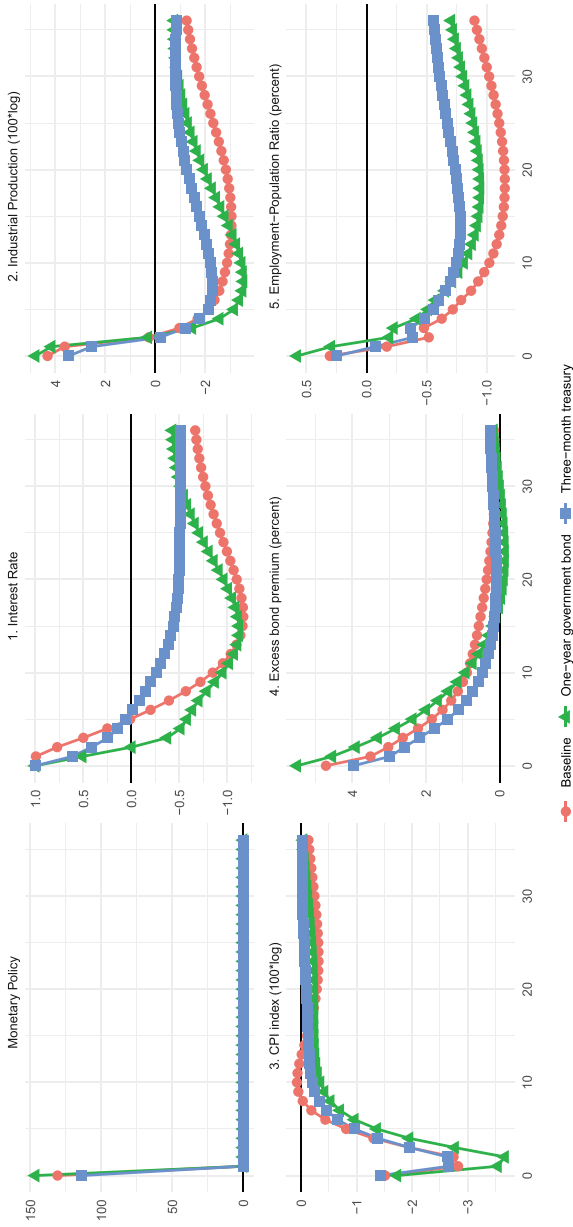 Monetary Policy
150
100
50
0
1. Interest Rate
1.0
0.5
0.0
−0.5
−1.0
2. Industrial Production (100*log)
4
2
0
−2
3. CPI index (100*log)
0
−1
−2
−3
0 10 20 30
4. Excess bond premium (percent)
4
2
0
0 10 20 30
5. Employment−Population Ratio (percent)
0.5
0.0
−0.5
−1.0
0 10 20 30
Baseline One−year government bond Three−month treasury